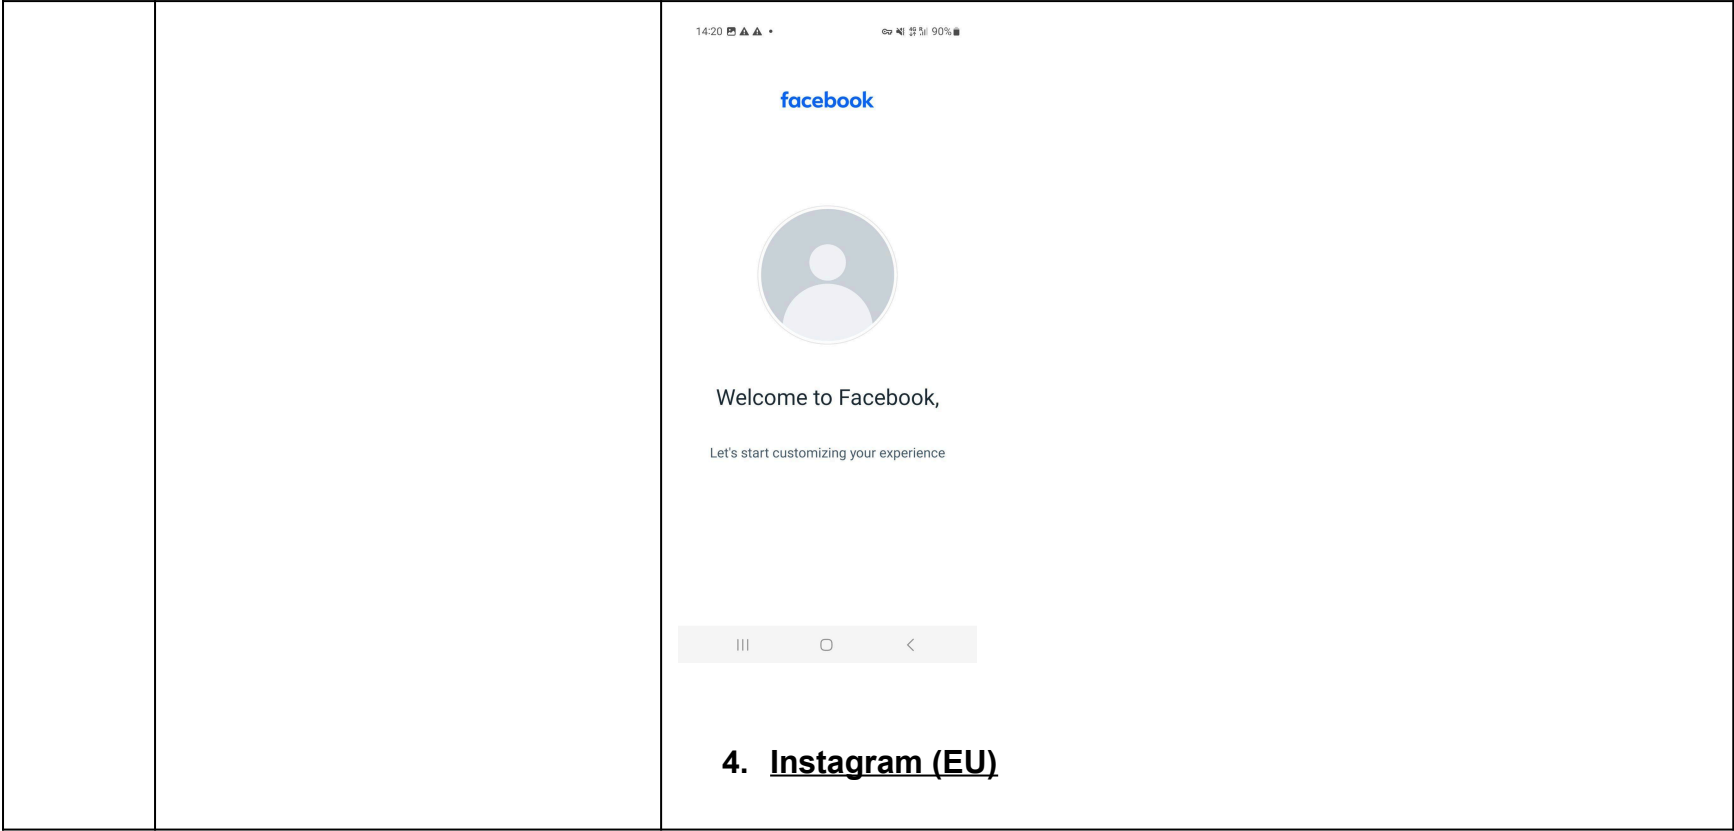 14:20
90%
facebook
Welcome to Facebook,
Let's start customizing your experience
4. Instagram (EU)